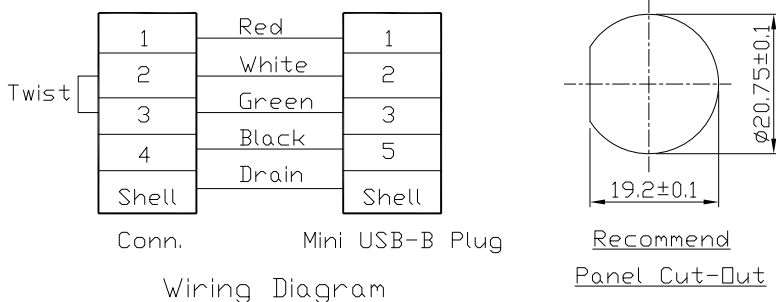 1 Red 1
2 White 2
Twist
3 Green 3
4 Black 5
Shell Drain Shell
Conn. Mini USB-B Plug
Wiring Diagram
ø20.75±0.1
19.2±0.1
Recommend
Panel Cut-Out